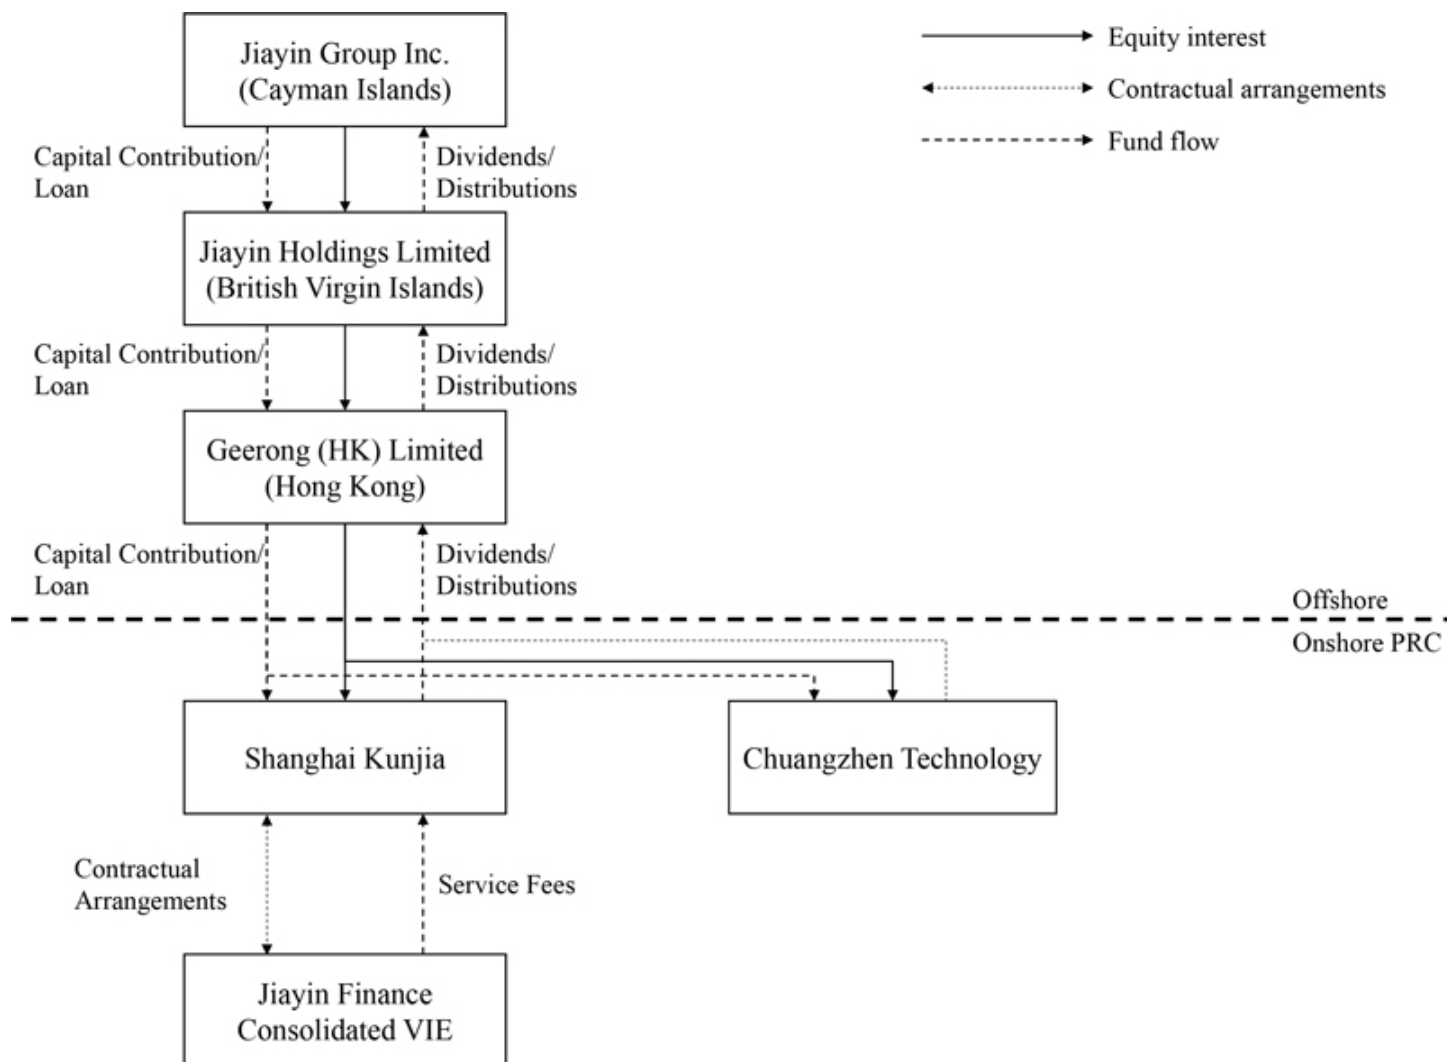 Jiayin Group Inc.
(Cayman Islands)
Equity interest
Contractual arrangements
Fund flow
Capital Contribution/
Loan
Dividends/
Distributions
Jiayin Holdings Limited
(British Virgin Islands)
Capital Contribution/
Loan
Dividends/
Distributions
Geerong (HK) Limited
(Hong Kong)
Capital Contribution/
Loan
Dividends/
Distributions
Offshore
Onshore PRC
Shanghai Kunjia
Chuangzhen Technology
Contractual
Arrangements
Service Fees
Jiayin Finance
Consolidated VIE